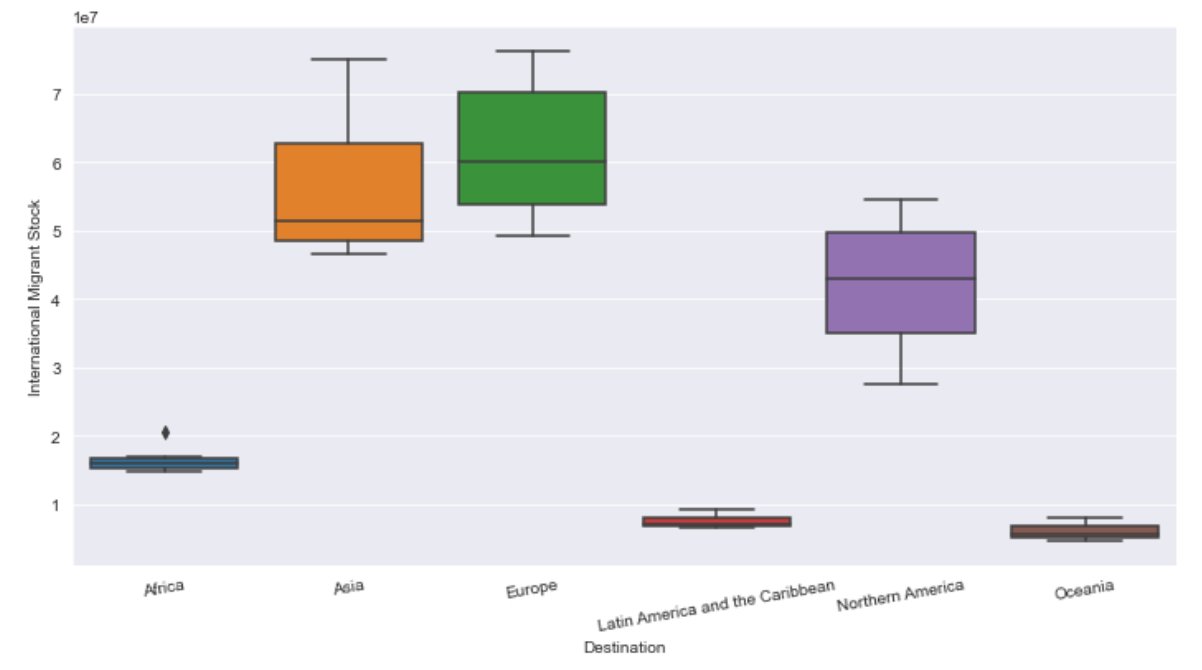 1e7
7
6
5
4
3
2
1
International Migrant Stock
Africa
Asia
Europe
Latin America and the Caribbean
Northern America
Oceania
Destination